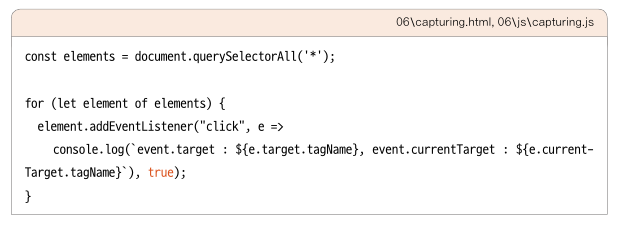 06\capturing.html, 06\js\capturing.js
const elements = document.querySelectorAll('*');
for (let element of elements) {
element.addEventListener("click", e =>
console.log(`event.target : ${e.target.tagName}, event.currentTarget : ${e.current-
Target.tagName}`), true);
}